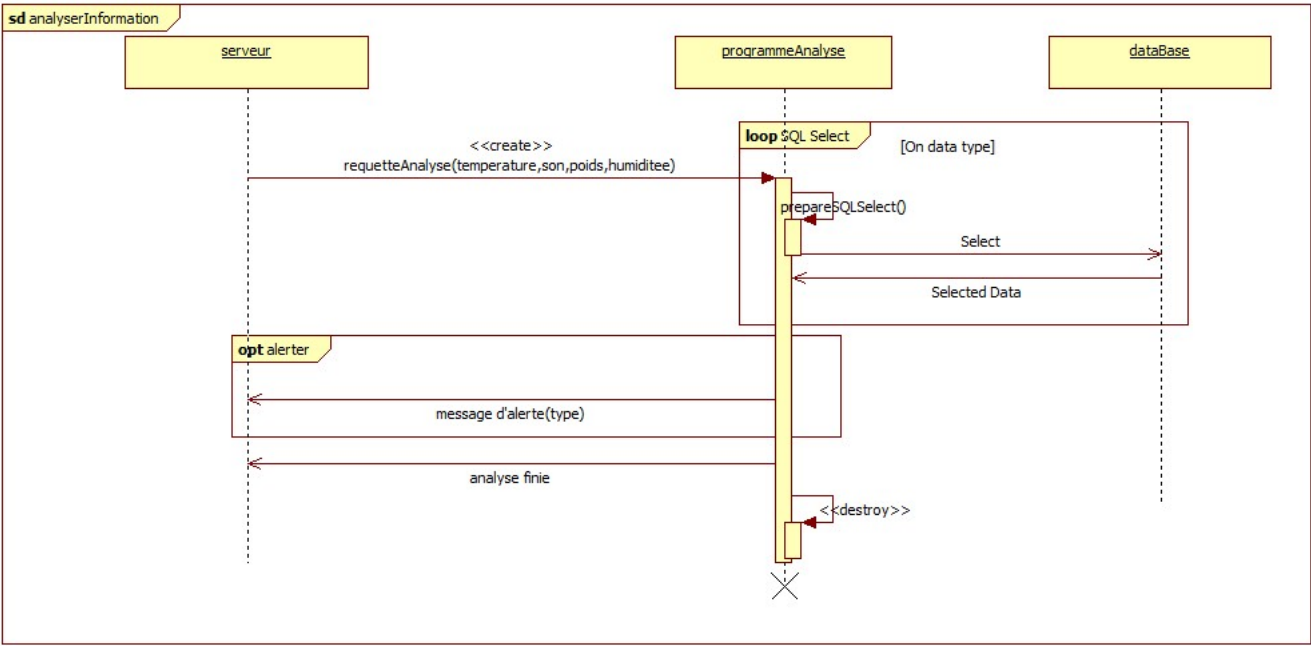 sd analyserInformation
serveur
programmeAnalyse
dataBase
loop SQL Select
[On data type]
<<create>>
requetteAnalyse(temperature,son,poids,humiditee)
prepareSQLSelect()
Select
Selected Data
opt alerter
message d'alerte(type)
analyse finie
<<destroy>>